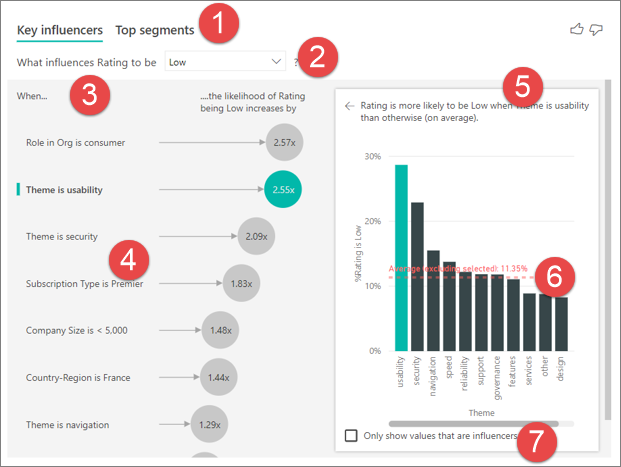 Key influencers Top segments 1
What influences Rating to be Low ? 2
When... 3
....the likelihood of Rating
being Low increases by
Role in Org is consumer 2.57x
Theme is usability 2.55x
Theme is security 2.09x
4
Subscription Type is Premier 1.83x
Company Size is < 5,000 1.48x
Country-Region is France 1.44x
Theme is navigation 1.29x
5
Rating is more likely to be Low when Theme is usability
than otherwise (on average).
30%
20%
10%
0%
%Rating is Low
Average (excluding selected): 11.35% 6
usability
security
navigation
speed
reliability
support
governance
features
services
other
design
Theme
Only show values that are influencers 7